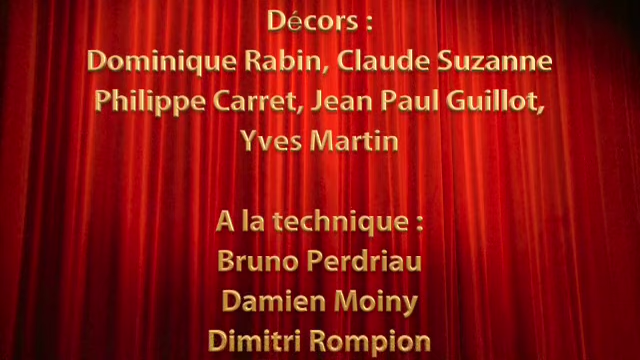 Décors :
Dominique Rabin, Claude Suzanne
Philippe Carret, Jean Paul Guillot,
Yves Martin
A la technique :
Bruno Perdriau
Damien Moiny
Dimitri Rompion